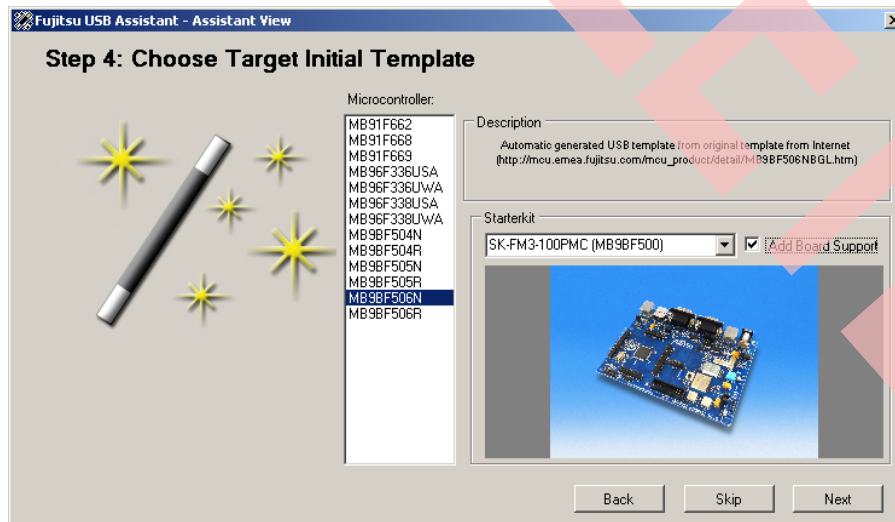 Fujitsu USB Assistant - Assistant View
Step 4: Choose Target Initial Template
Microcontroller:
MB91F662
MB91F668
MB91F669
MB96F336USA
MB96F336UWA
MB96F338USA
MB96F338UWA
MB9BF504N
MB9BF504R
MB9BF505N
MB9BF505R
MB9BF506N
MB9BF506R
Description
Automatic generated USB template from original template from Internet
(http://mcu.emea.fujitsu.com/mcu_product/detail/MB9BF506NBGL.htm)
Starterkit
SK-FM3-100PMC (MB9BF500)
Add Board Support
Back
Skip
Next